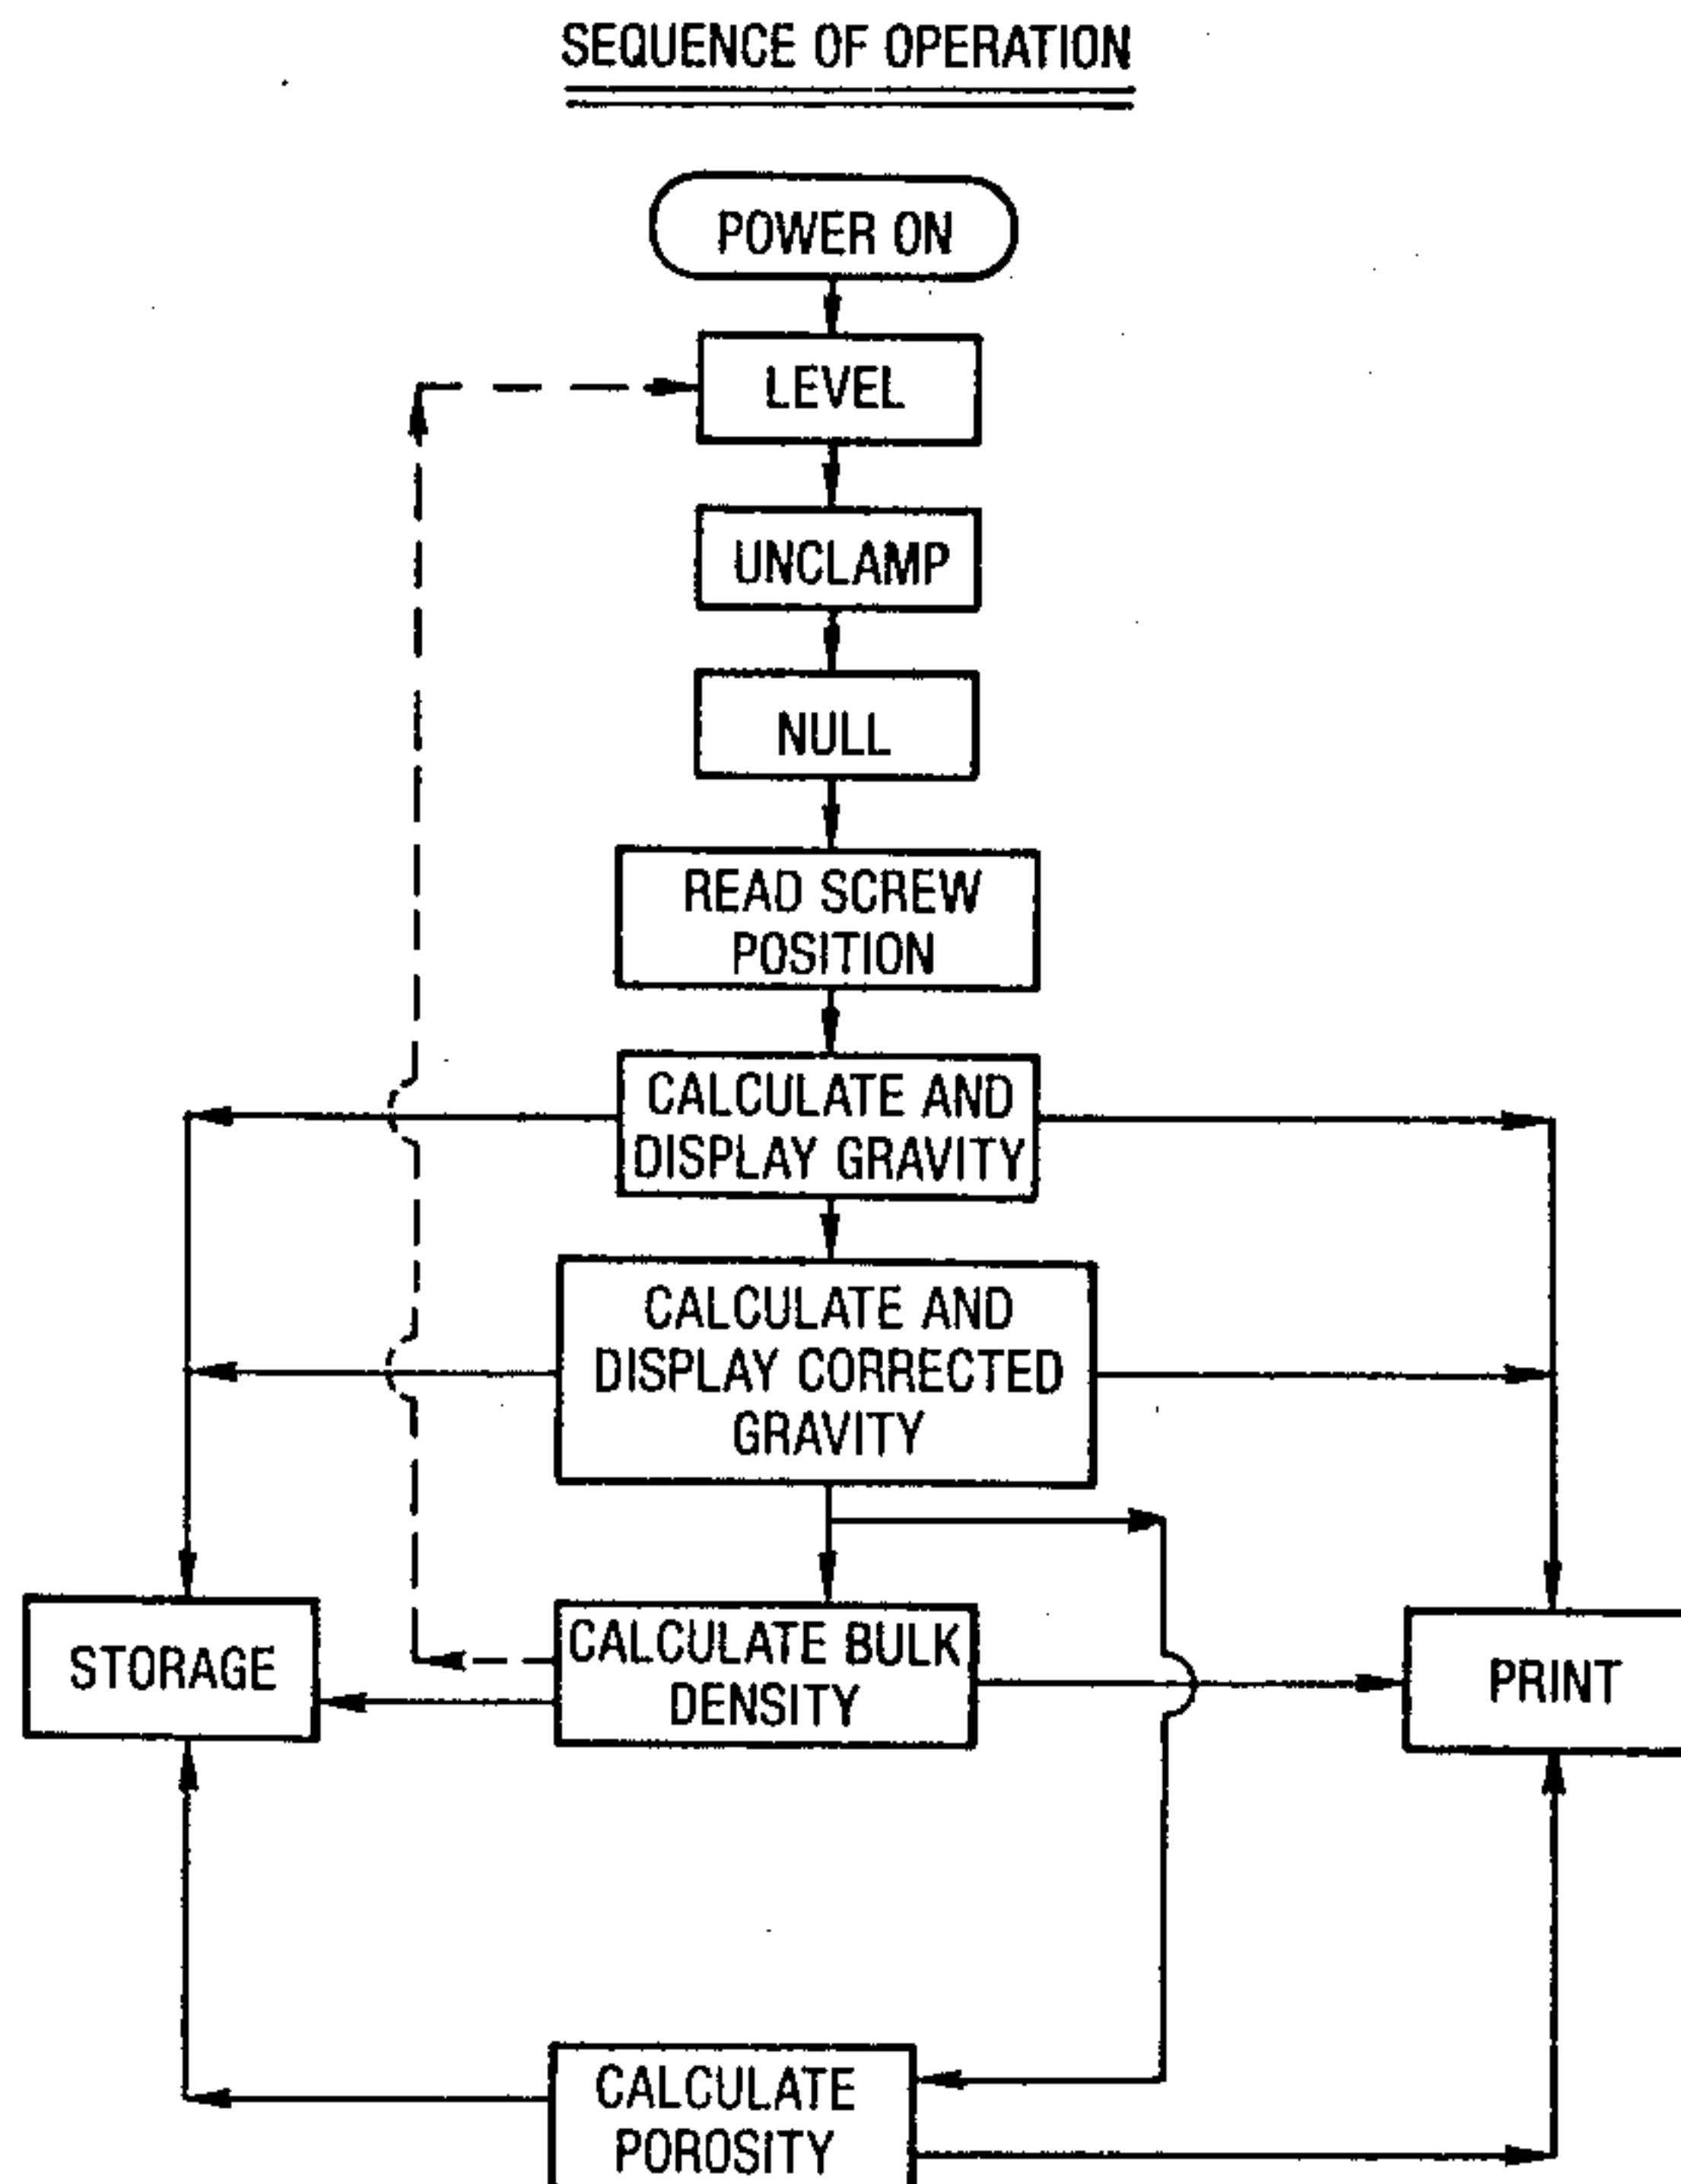 SEQUENCE OF OPERATION
POWER ON
LEVEL
UNCLAMP
NULL
READ SCREW
POSITION
CALCULATE AND
DISPLAY GRAVITY
CALCULATE AND
DISPLAY CORRECTED
GRAVITY
STORAGE
CALCULATE BULK
DENSITY
PRINT
CALCULATE
POROSITY